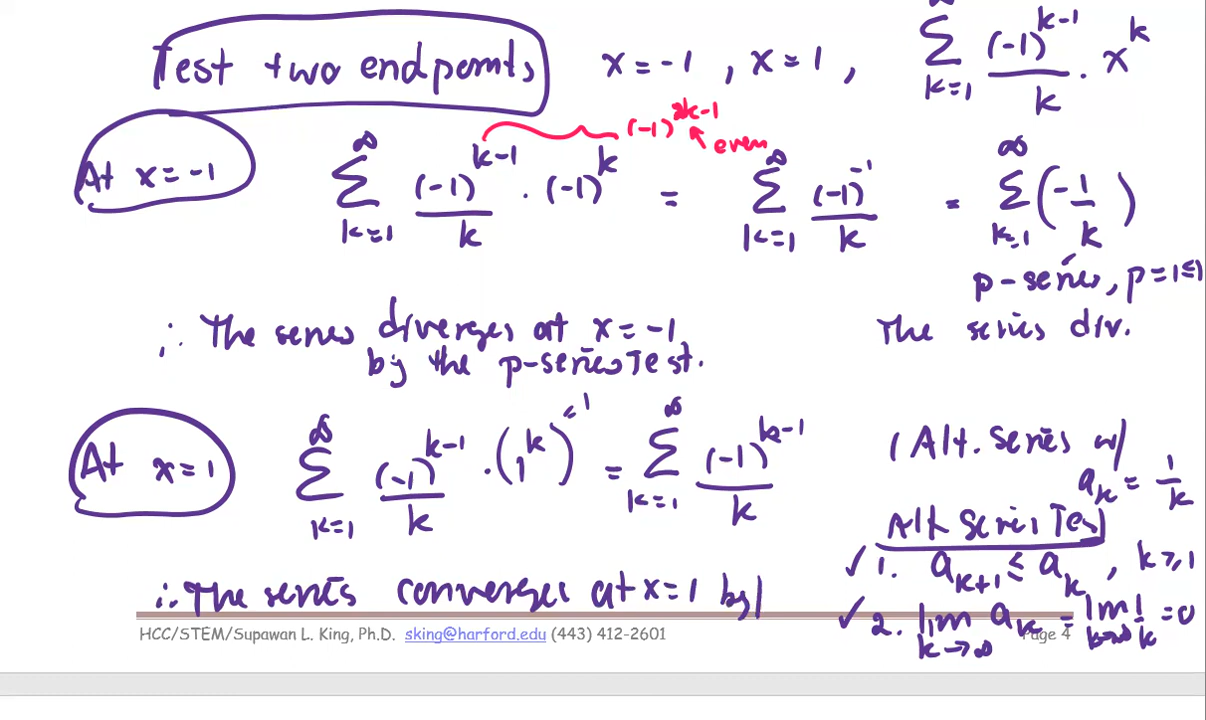 Test two endpoints x = -1 , x = 1 , ∞ Σ k=1 (-1)^{k-1}/k · x^k
(-1)^{2k-1} ← even
At x = -1 ∞ Σ k=1 (-1)^{k-1}/k · (-1)^k = ∞ Σ k=1 (-1)^{-1}/k = ∞ Σ k=1 (-1/k)
p-series, p = 1 ≤ 1
∴ The series diverges at x = -1 The series div.
by the p-series Test.
At x = 1 ∞ Σ k=1 (-1)^{k-1}/k · (1^k)^{=1} = ∞ Σ k=1 (-1)^{k-1}/k (Alt. series w/
a_k = 1/k
Alt Series Test
✓ 1. a_{k+1} ≤ a_k , k ≥ 1
∴ The series converges at x = 1 by
✓ 2. lim k→∞ a_k = lim k→∞ 1/k = 0
HCC/STEM/Supawan L. King, Ph.D. sking@harford.edu (443) 412-2601 Page 4